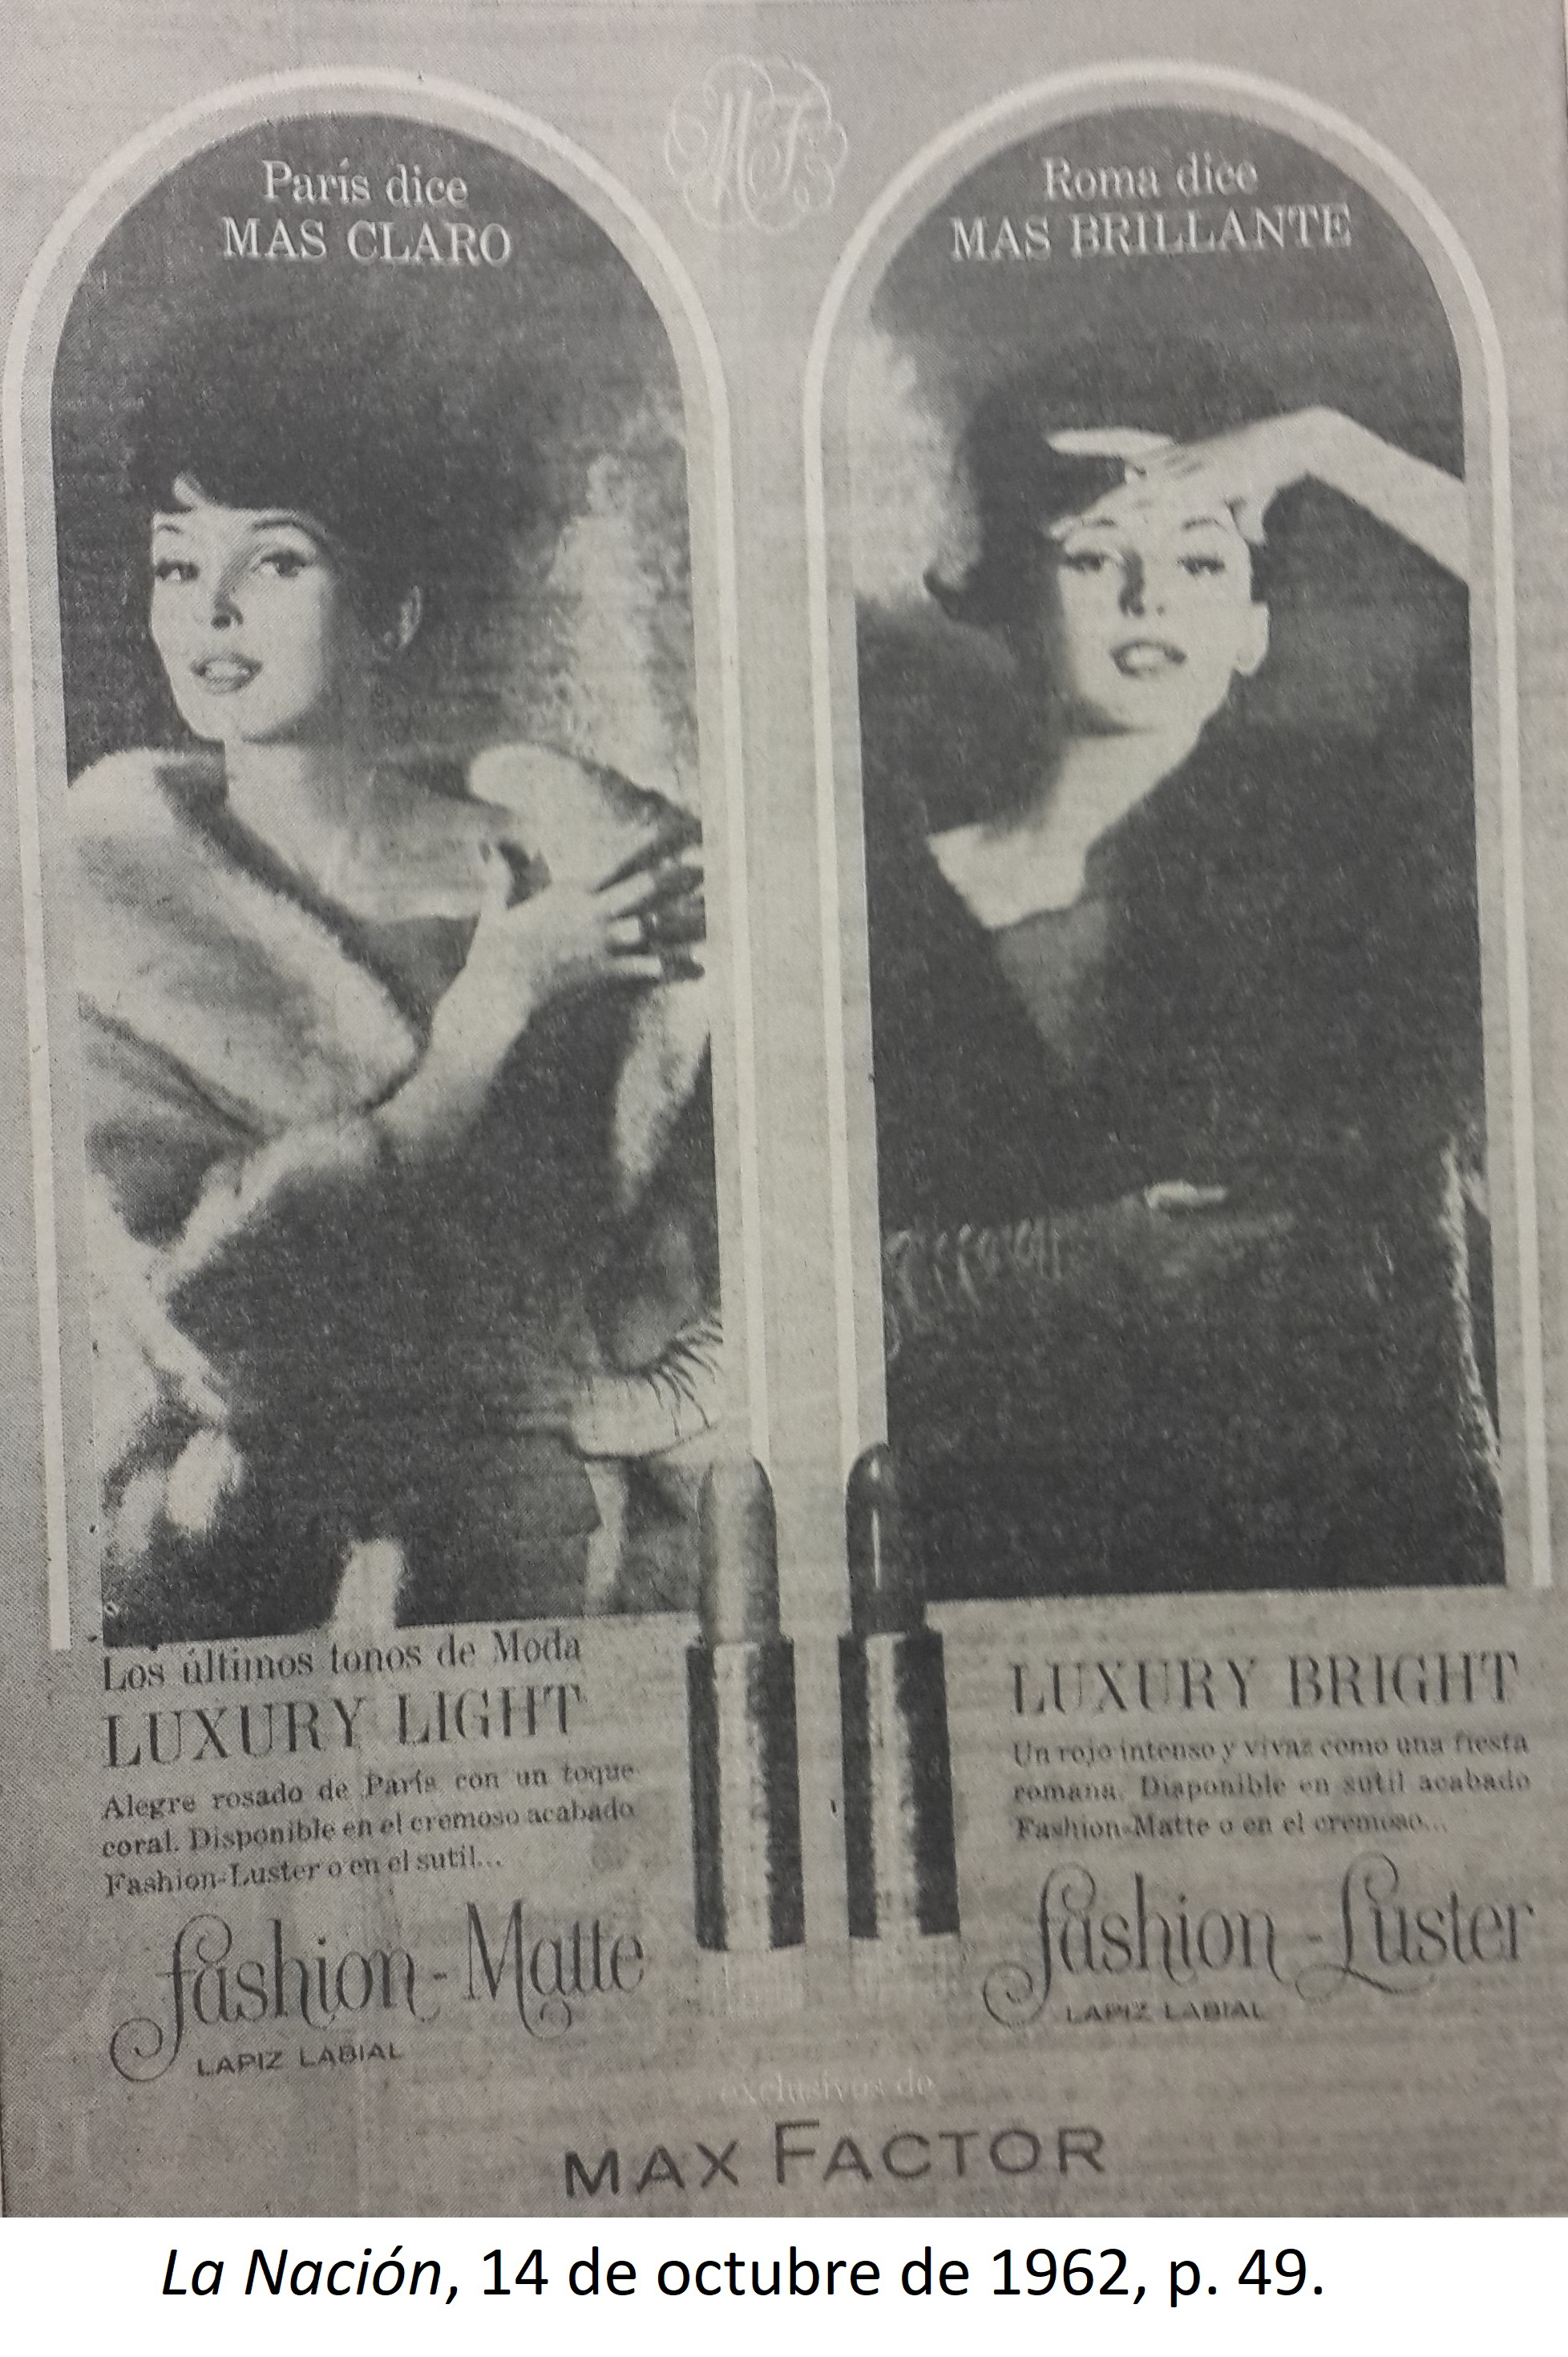 MF
París dice
MAS CLARO
Roma dice
MAS BRILLANTE
Los últimos tonos de Moda
LUXURY LIGHT
Alegre rosado de París con un toque
coral. Disponible en el cremoso acabado
Fashion-Luster o en el sutil...
fashion-Matte
LAPIZ LABIAL
LUXURY BRIGHT
Un rojo intenso y vivaz como una fiesta
romana. Disponible en sutil acabado
Fashion-Matte o en el cremoso...
fashion-Luster
LAPIZ LABIAL
exclusivos de
MAX FACTOR
La Nación, 14 de octubre de 1962, p. 49.